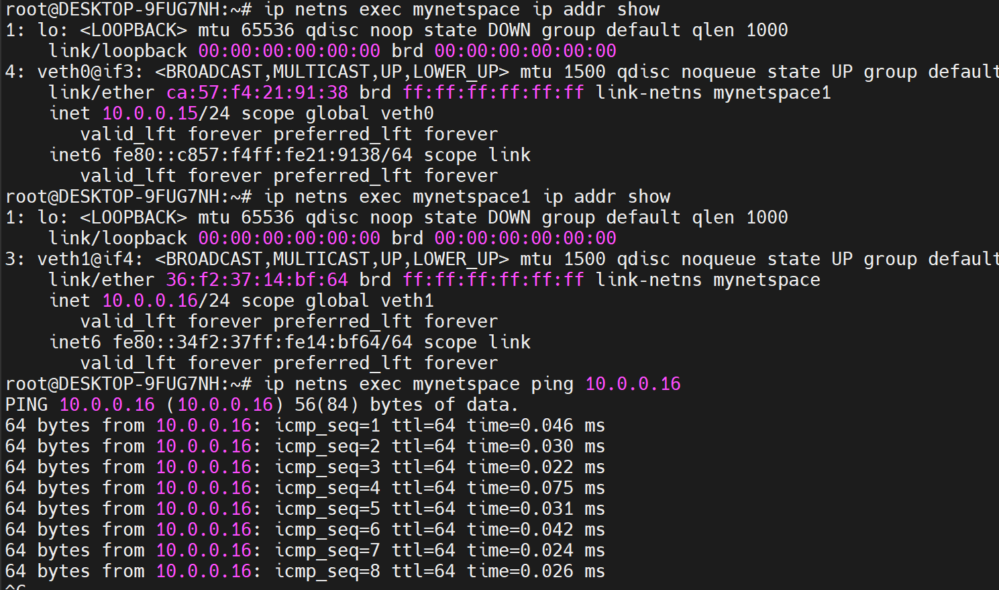 root@DESKTOP-9FUG7NH:~# ip netns exec mynetspace ip addr show
1: lo: <LOOPBACK> mtu 65536 qdisc noop state DOWN group default qlen 1000
    link/loopback 00:00:00:00:00:00 brd 00:00:00:00:00:00
4: veth0@if3: <BROADCAST,MULTICAST,UP,LOWER_UP> mtu 1500 qdisc noqueue state UP group default
    link/ether ca:57:f4:21:91:38 brd ff:ff:ff:ff:ff:ff link-netns mynetspace1
    inet 10.0.0.15/24 scope global veth0
       valid_lft forever preferred_lft forever
    inet6 fe80::c857:f4ff:fe21:9138/64 scope link
       valid_lft forever preferred_lft forever
root@DESKTOP-9FUG7NH:~# ip netns exec mynetspace1 ip addr show
1: lo: <LOOPBACK> mtu 65536 qdisc noop state DOWN group default qlen 1000
    link/loopback 00:00:00:00:00:00 brd 00:00:00:00:00:00
3: veth1@if4: <BROADCAST,MULTICAST,UP,LOWER_UP> mtu 1500 qdisc noqueue state UP group default
    link/ether 36:f2:37:14:bf:64 brd ff:ff:ff:ff:ff:ff link-netns mynetspace
    inet 10.0.0.16/24 scope global veth1
       valid_lft forever preferred_lft forever
    inet6 fe80::34f2:37ff:fe14:bf64/64 scope link
       valid_lft forever preferred_lft forever
root@DESKTOP-9FUG7NH:~# ip netns exec mynetspace ping 10.0.0.16
PING 10.0.0.16 (10.0.0.16) 56(84) bytes of data.
64 bytes from 10.0.0.16: icmp_seq=1 ttl=64 time=0.046 ms
64 bytes from 10.0.0.16: icmp_seq=2 ttl=64 time=0.030 ms
64 bytes from 10.0.0.16: icmp_seq=3 ttl=64 time=0.022 ms
64 bytes from 10.0.0.16: icmp_seq=4 ttl=64 time=0.075 ms
64 bytes from 10.0.0.16: icmp_seq=5 ttl=64 time=0.031 ms
64 bytes from 10.0.0.16: icmp_seq=6 ttl=64 time=0.042 ms
64 bytes from 10.0.0.16: icmp_seq=7 ttl=64 time=0.024 ms
64 bytes from 10.0.0.16: icmp_seq=8 ttl=64 time=0.026 ms